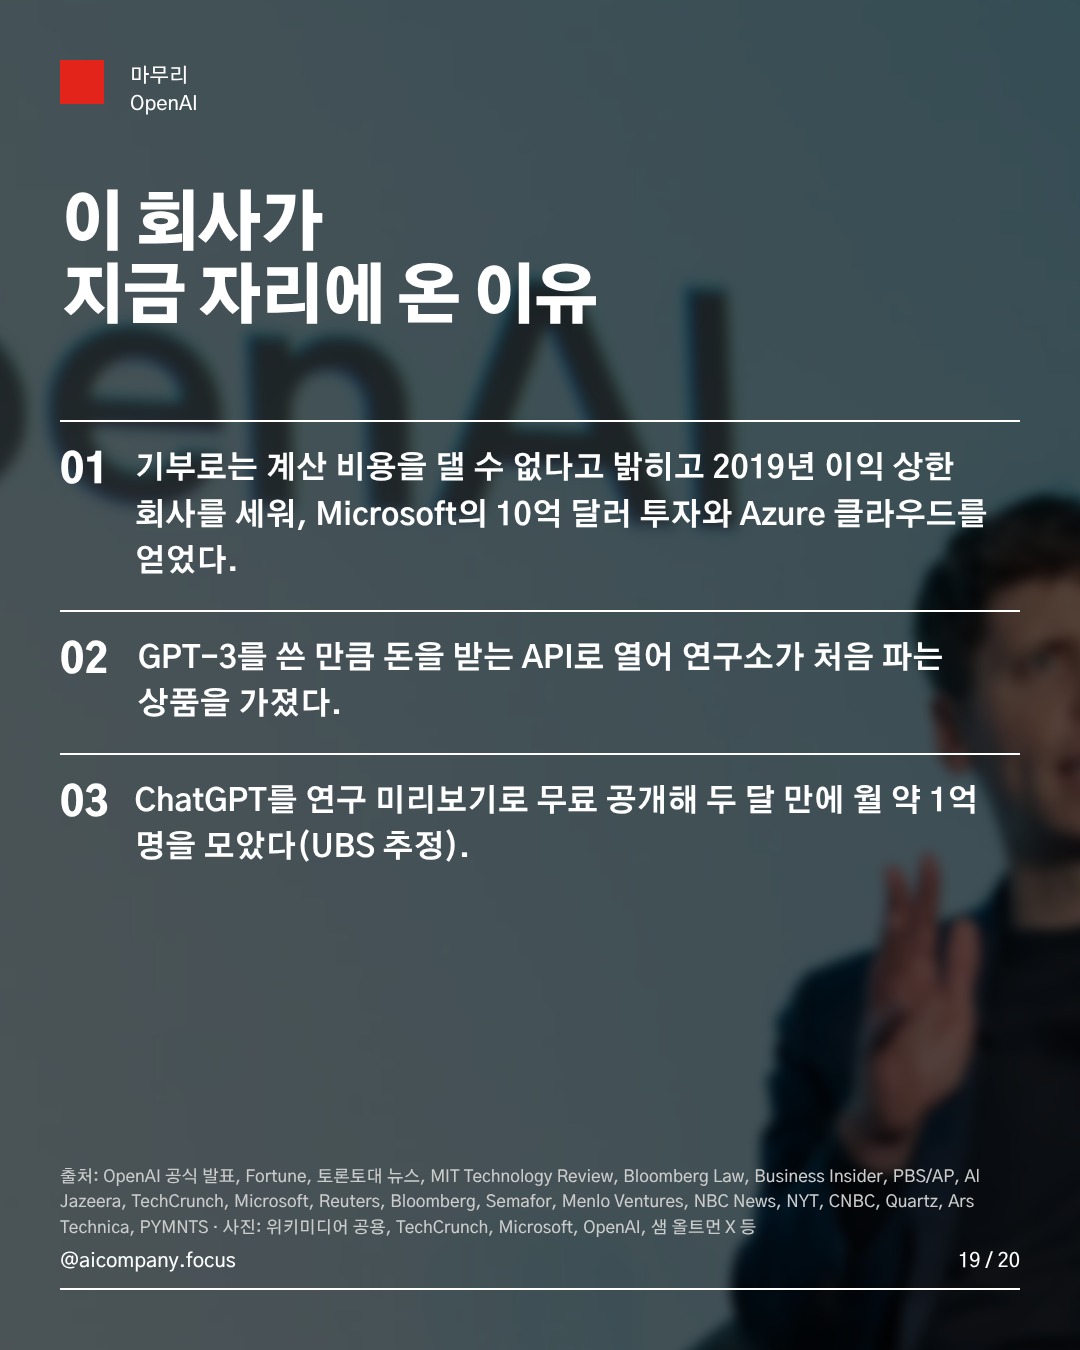 마무리
OpenAI
이 회사가
지금 자리에 온 이유
penAI
01 기부로는 계산 비용을 댈 수 없다고 밝히고 2019년 이익 상한
회사를 세워, Microsoft의 10억 달러 투자와 Azure 클라우드를
얻었다.
02 GPT-3를 쓴 만큼 돈을 받는 API로 열어 연구소가 처음 파는
상품을 가졌다.
03 ChatGPT를 연구 미리보기로 무료 공개해 두 달 만에 월 약 1억
명을 모았다(UBS 추정).
출처: OpenAI 공식 발표, Fortune, 토론토대 뉴스, MIT Technology Review, Bloomberg Law, Business Insider, PBS/AP, Al
Jazeera, TechCrunch, Microsoft, Reuters, Bloomberg, Semafor, Menlo Ventures, NBC News, NYT, CNBC, Quartz, Ars
Technica, PYMNTS · 사진: 위키미디어 공용, TechCrunch, Microsoft, OpenAI, 샘 올트먼 X 등
@aicompany.focus
19 / 20